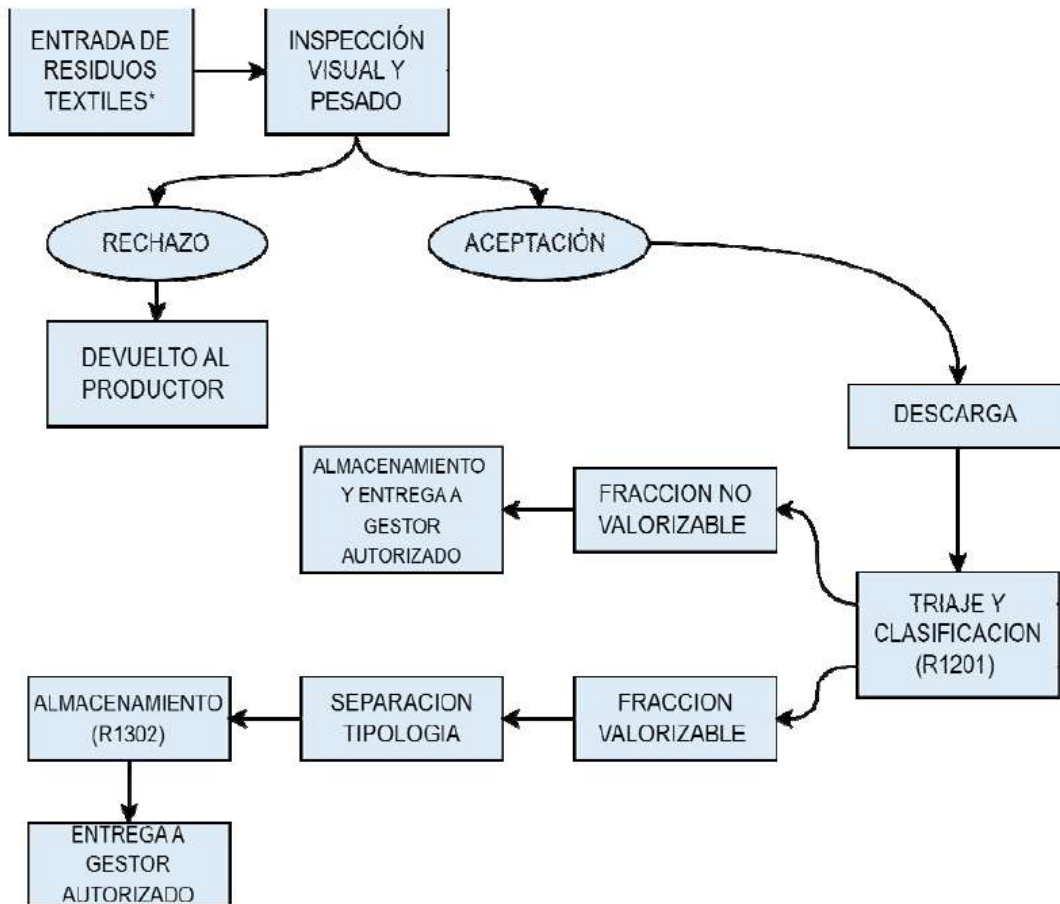 ENTRADA DE
RESIDUOS
TEXTILES*
INSPECCIÓN
VISUAL Y
PESADO
RECHAZO
ACEPTACIÓN
DEVUELTO AL
PRODUCTOR
DESCARGA
ALMACENAMIENTO
Y ENTREGA A
GESTOR
AUTORIZADO
FRACCION NO
VALORIZABLE
TRIAJE Y
CLASIFICACION
(R1201)
ALMACENAMIENTO
(R1302)
SEPARACION
TIPOLOGIA
FRACCION
VALORIZABLE
ENTREGA A
GESTOR
AUTORIZADO